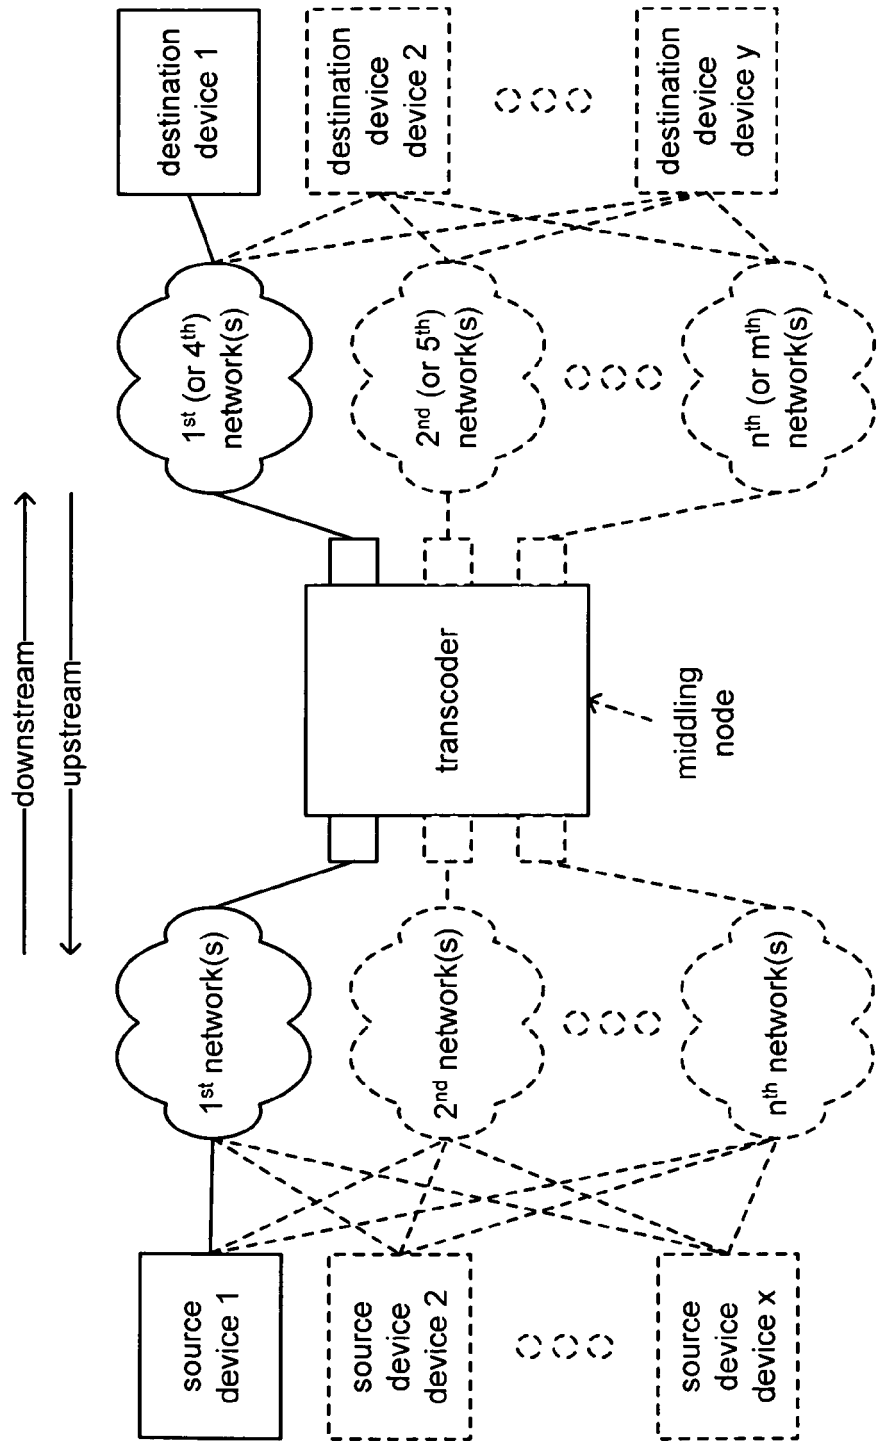 downstream
upstream
source
device 1
source
device
device 2
source
device
device x
1st network(s)
2nd network(s)
nth network(s)
transcoder
middling
node
1st (or 4th)
network(s)
2nd (or 5th)
network(s)
nth (or mth)
network(s)
destination
device 1
destination
device
device 2
destination
device
device y